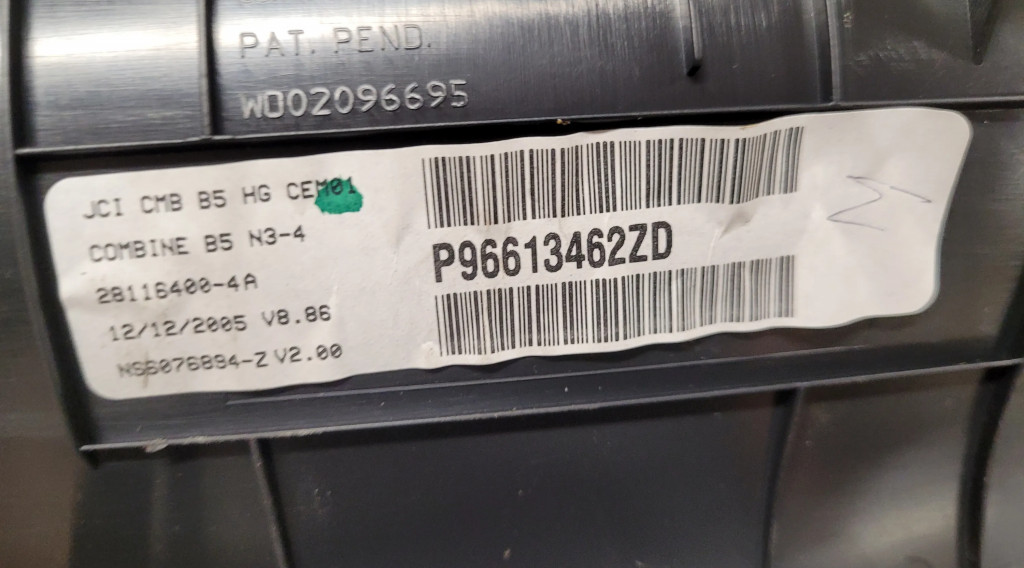 PAT. PEND.
WO02096695
JCI CMB B5 HG CEM01
COMBINE B5 N3-4
28116400-4A
12/12/2005 V8.86
NS6076894-Z V2.00
P96613462ZD